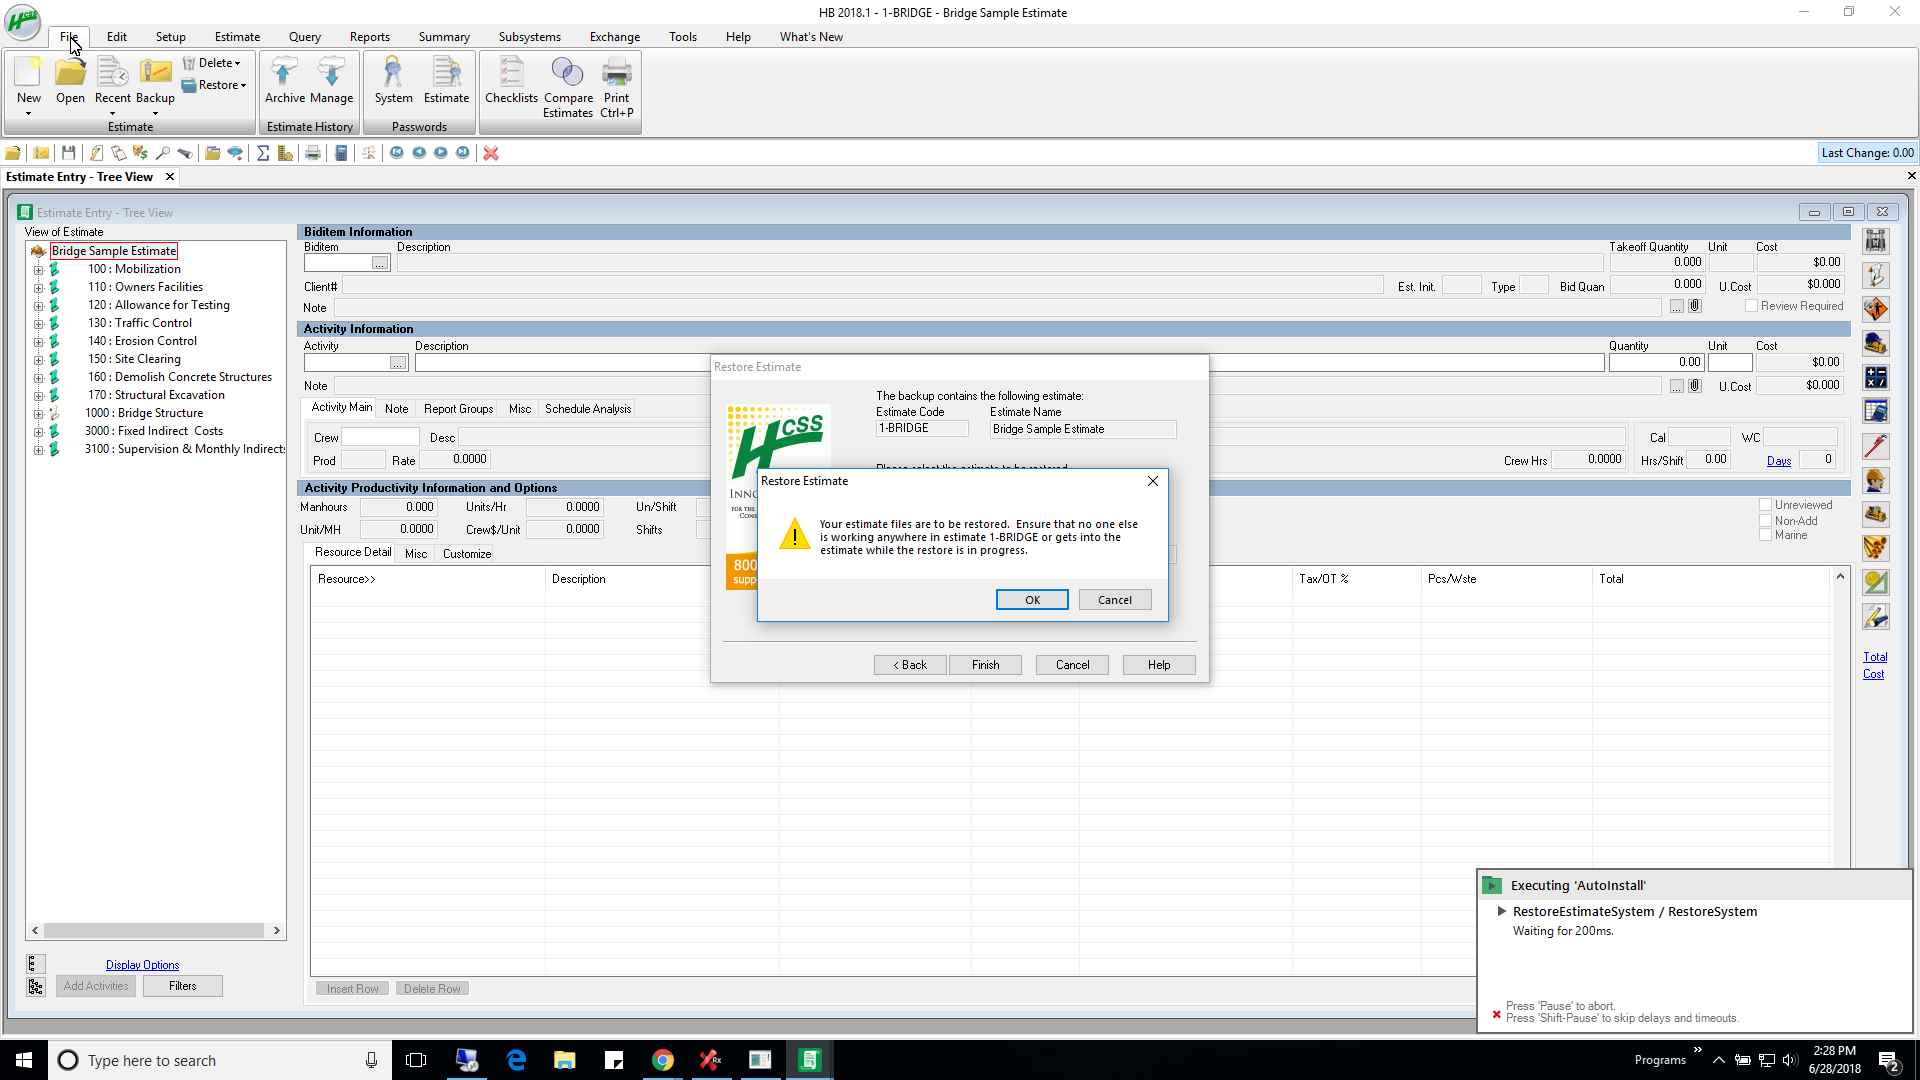 HB 2018.1 - 1-BRIDGE - Bridge Sample Estimate
File Edit Setup Estimate Query Reports Summary Subsystems Exchange Tools Help What's New
Delete
Restore
New Open Recent Backup Archive Manage System Estimate Checklists Compare Estimates Print Ctrl+P
Estimate Estimate History Passwords
Last Change: 0.00
Estimate Entry - Tree View
Estimate Entry - Tree View
View of Estimate
Bridge Sample Estimate
100 : Mobilization
110 : Owners Facilities
120 : Allowance for Testing
130 : Traffic Control
140 : Erosion Control
150 : Site Clearing
160 : Demolish Concrete Structures
170 : Structural Excavation
1000 : Bridge Structure
3000 : Fixed Indirect Costs
3100 : Supervision & Monthly Indirects
Display Options
Add Activities Filters
Biditem Information
Biditem Description Takeoff Quantity Unit Cost
... 0.000 $0.00
Client# Est. Init. Type Bid Quan 0.000 U.Cost $0.000
Note ... Review Required
Activity Information
Activity Description Quantity Unit Cost
... 0.00 $0.00
Note ... U.Cost $0.000
Activity Main Note Report Groups Misc Schedule Analysis
Crew Desc Cal WC
Prod Rate 0.0000 Crew Hrs 0.0000 Hrs/Shift 0.00 Days 0
Activity Productivity Information and Options
Manhours 0.000 Units/Hr 0.0000 Un/Shift
Unit/MH 0.0000 Crew$/Unit 0.0000 Shifts
Unreviewed
Non-Add
Marine
Resource Detail Misc Customize
Resource>> Description Tax/OT % Pcs/Wste Total
Insert Row Delete Row
Total
Cost
Restore Estimate
The backup contains the following estimate:
Estimate Code Estimate Name
1-BRIDGE Bridge Sample Estimate
Please select the estimate to be restored
HCSS
INNO
FOR THE
CON
800
supp
< Back Finish Cancel Help
Restore Estimate
Your estimate files are to be restored. Ensure that no one else
is working anywhere in estimate 1-BRIDGE or gets into the
estimate while the restore is in progress.
OK Cancel
Executing 'AutoInstall'
RestoreEstimateSystem / RestoreSystem
Waiting for 200ms.
Press 'Pause' to abort.
Press 'Shift-Pause' to skip delays and timeouts.
Type here to search
Programs
2:28 PM
6/28/2018
2